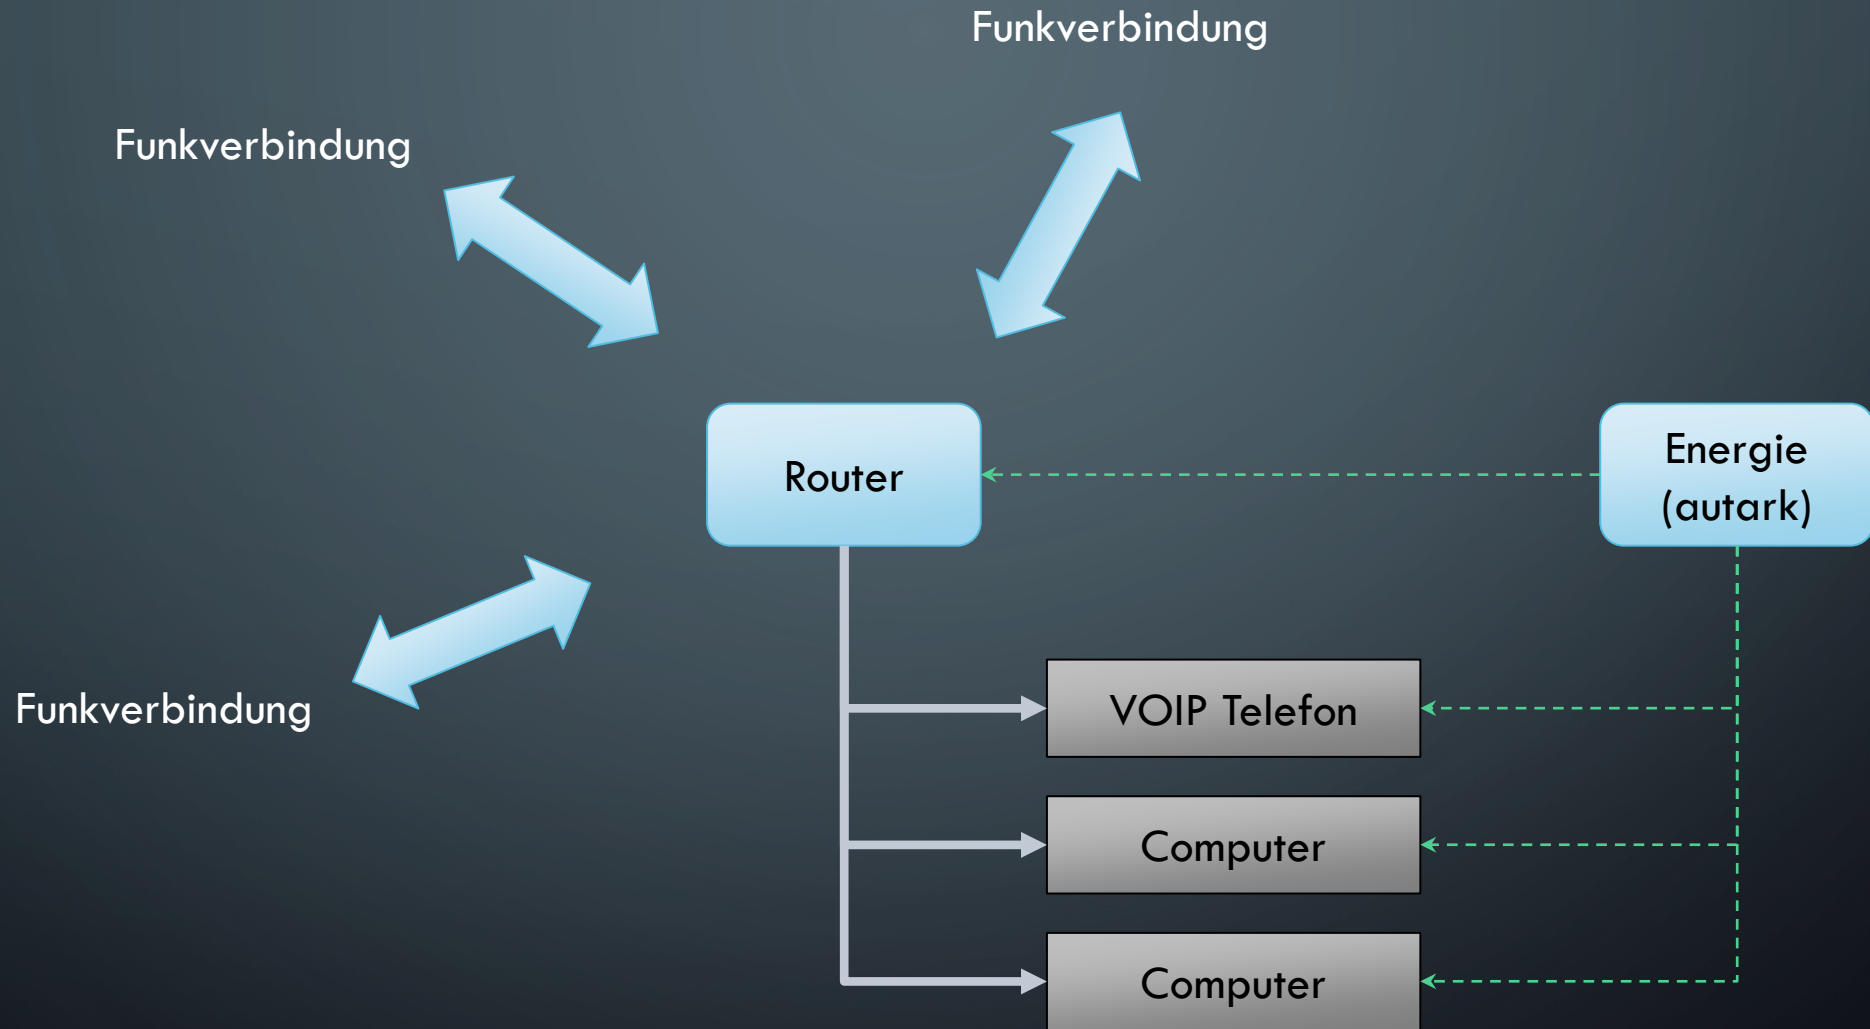 Funkverbindung
Funkverbindung
Router
Energie
(autark)
Funkverbindung
VOIP Telefon
Computer
Computer